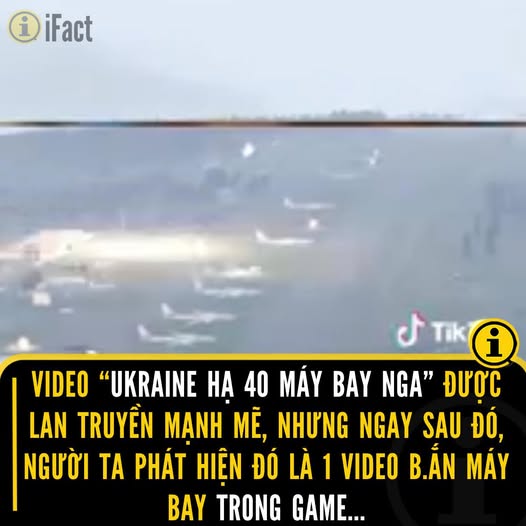 iFact
TikT
VIDEO “UKRAINE HẠ 40 MÁY BAY NGA” ĐƯỢC
LAN TRUYỀN MẠNH MẼ, NHƯNG NGAY SAU ĐÓ,
NGƯỜI TA PHÁT HIỆN ĐÓ LÀ 1 VIDEO B.ẮN MÁY
BAY TRONG GAME...